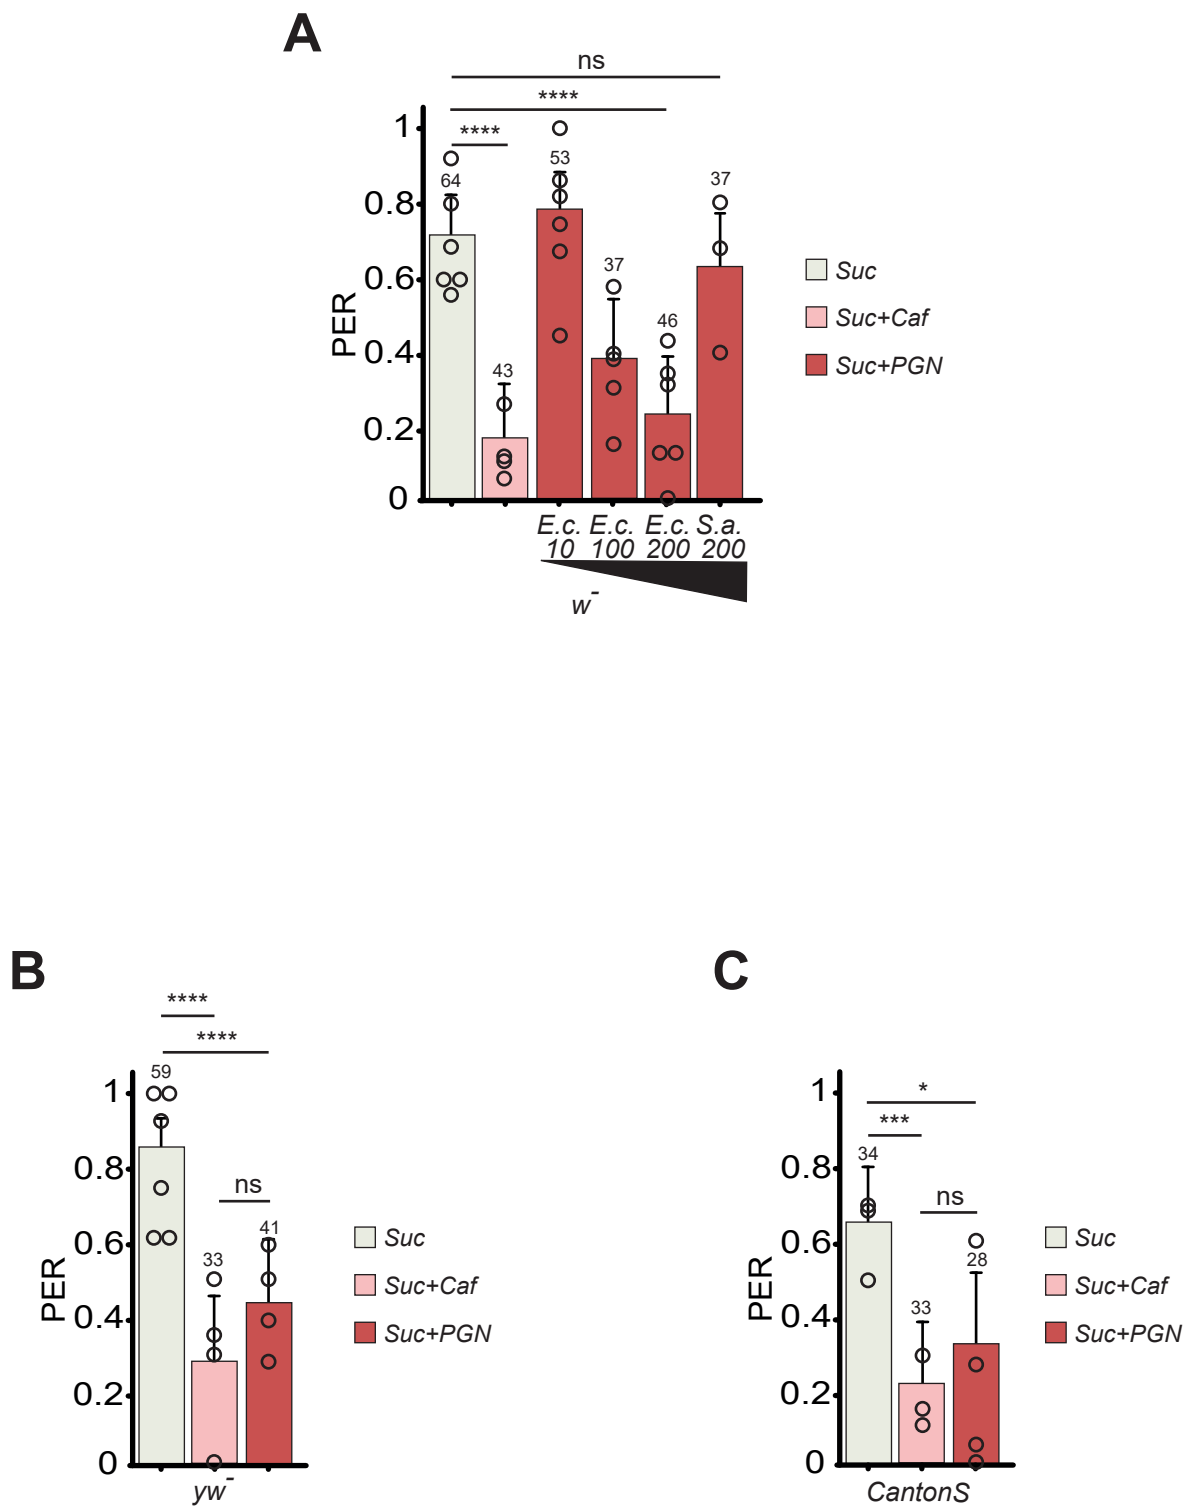 A
ns
****
****
1
0.8
0.6
0.4
0.2
0
PER
64
43
53
37
46
37
E.c. E.c. E.c. S.a.
10 100 200 200
w-
Suc
Suc+Caf
Suc+PGN
B
****
****
59
1
0.8
0.6
0.4
0.2
0
PER
ns
33
41
yw-
Suc
Suc+Caf
Suc+PGN
C
1
0.8
0.6
0.4
0.2
0
PER
*
***
34
ns
33
28
CantonS
Suc
Suc+Caf
Suc+PGN